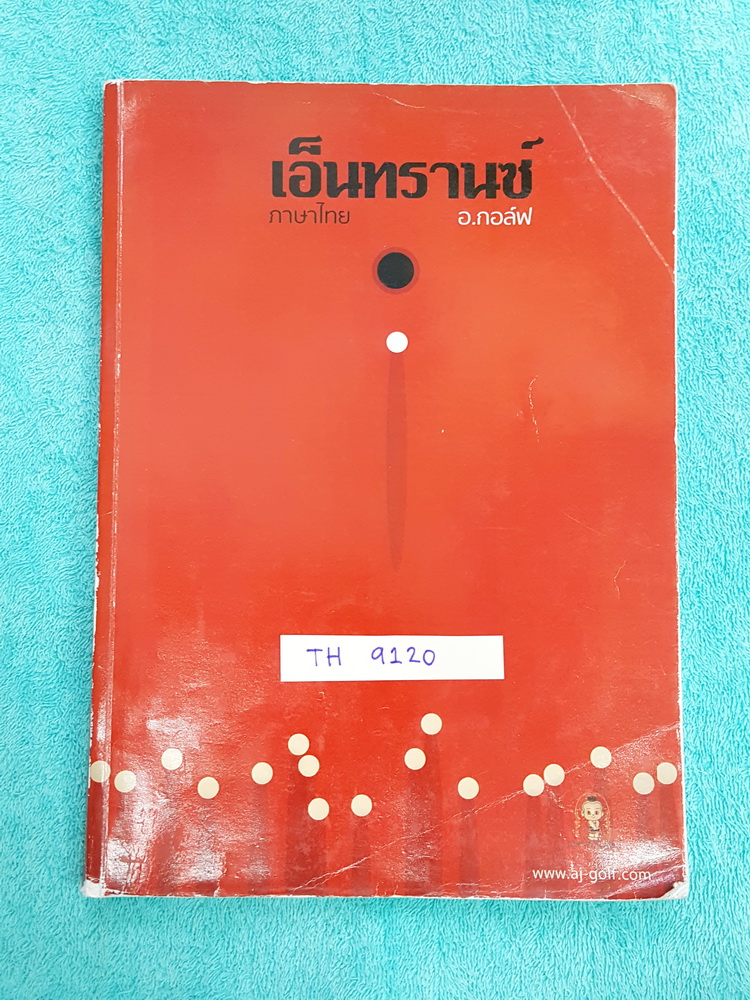 เอ็นทรานซ์
ภาษาไทย อ.กอล์ฟ
TH 9120
www.aj-golf.com